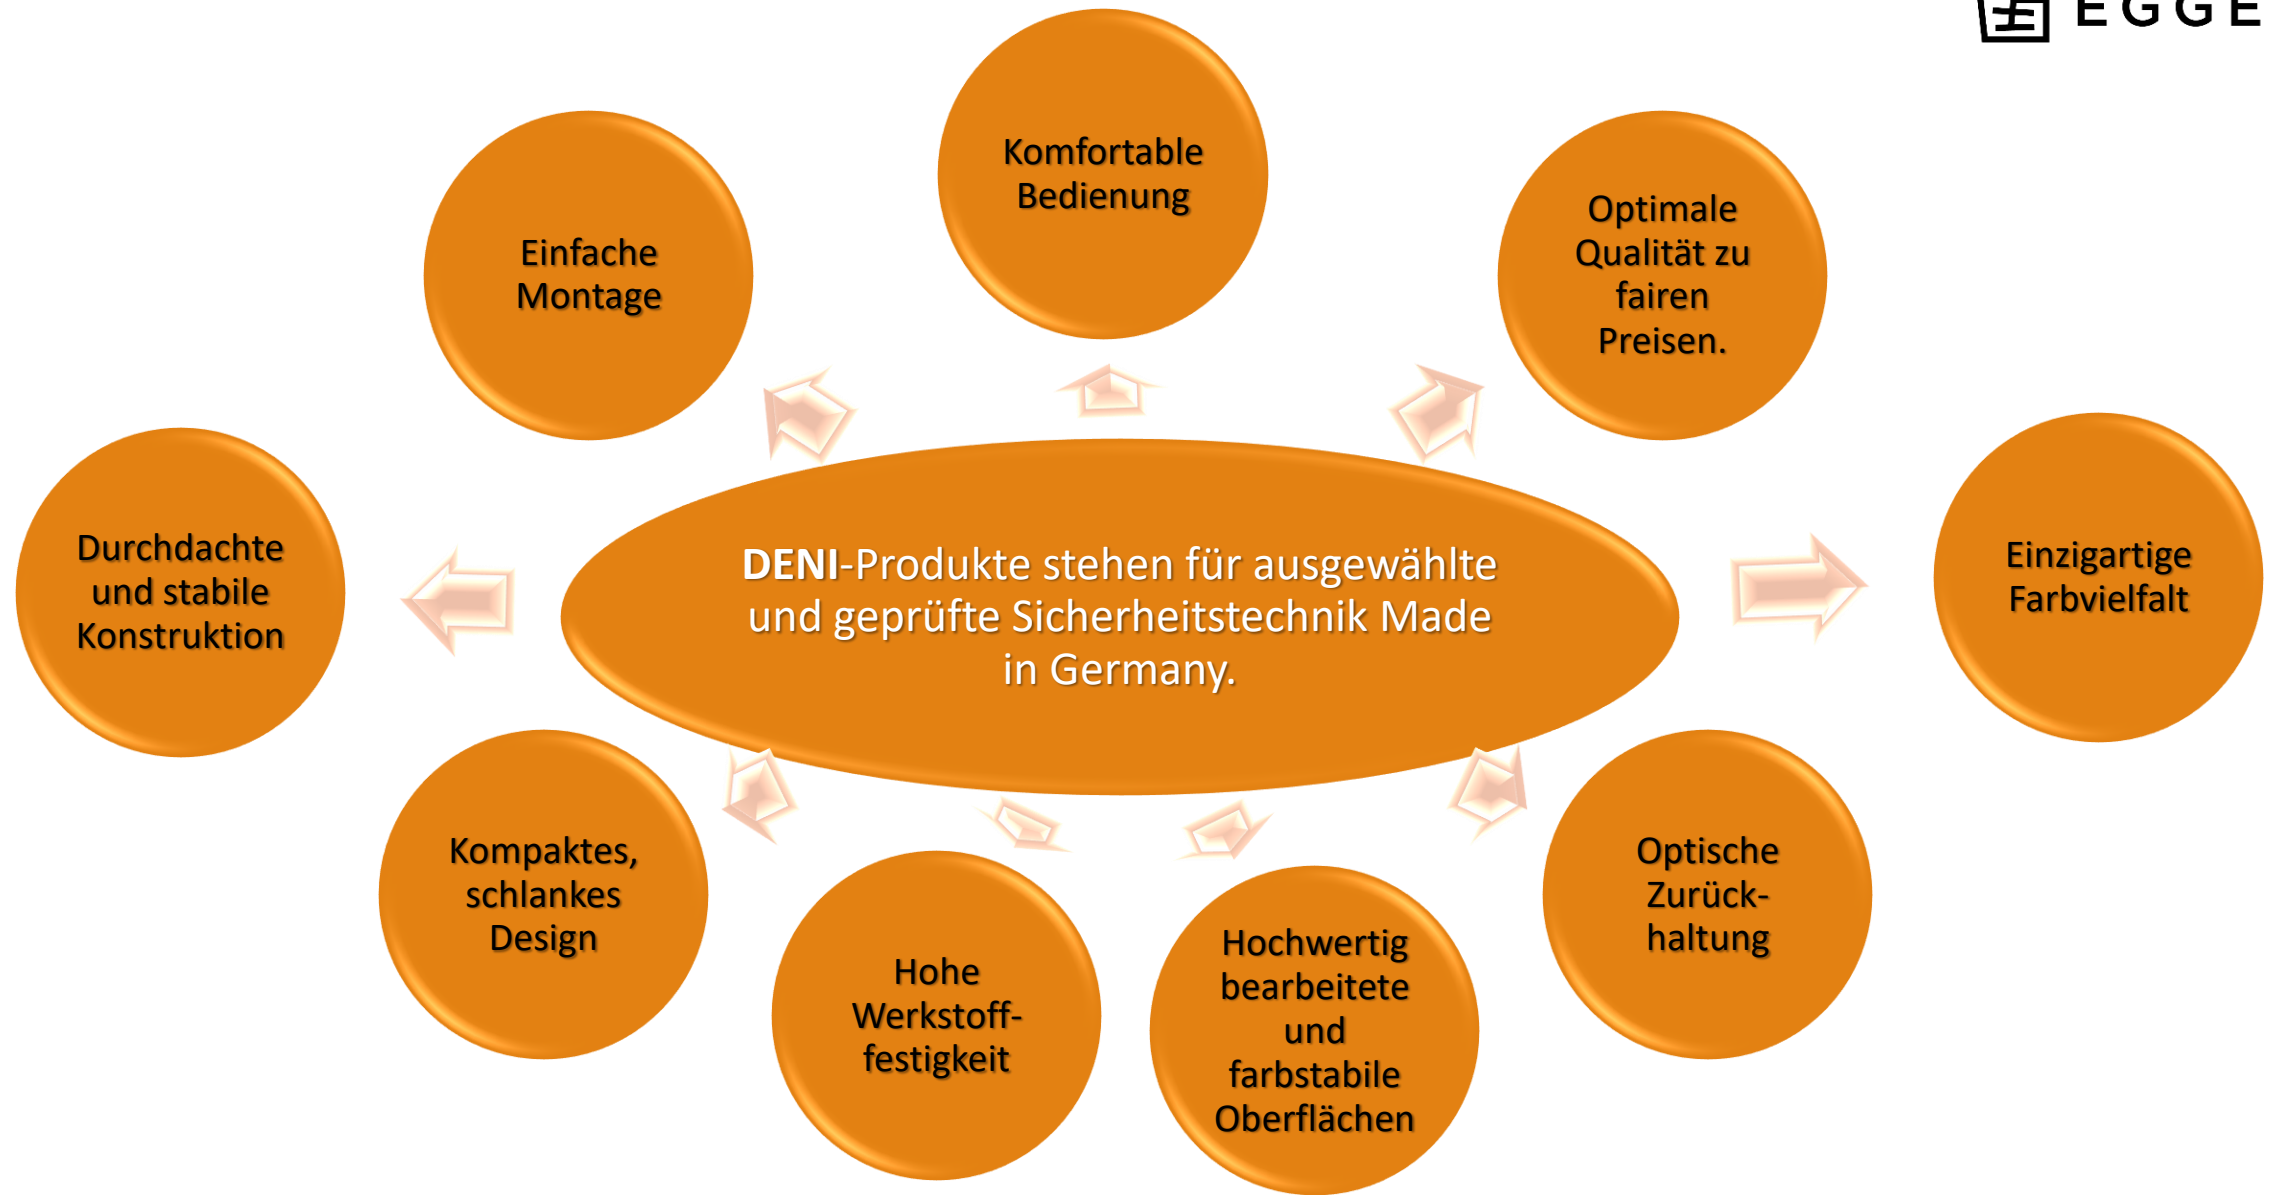 EGGE
Komfortable
Bedienung
Einfache
Montage
Optimale
Qualität zu
fairen
Preisen.
Durchdachte
und stabile
Konstruktion
DENI-Produkte stehen für ausgewählte
und geprüfte Sicherheitstechnik Made
in Germany.
Einzigartige
Farbvielfalt
Kompaktes,
schlankes
Design
Hohe
Werkstoff-
festigkeit
Hochwertig
bearbeitete
und
farbstabile
Oberflächen
Optische
Zurück-
haltung